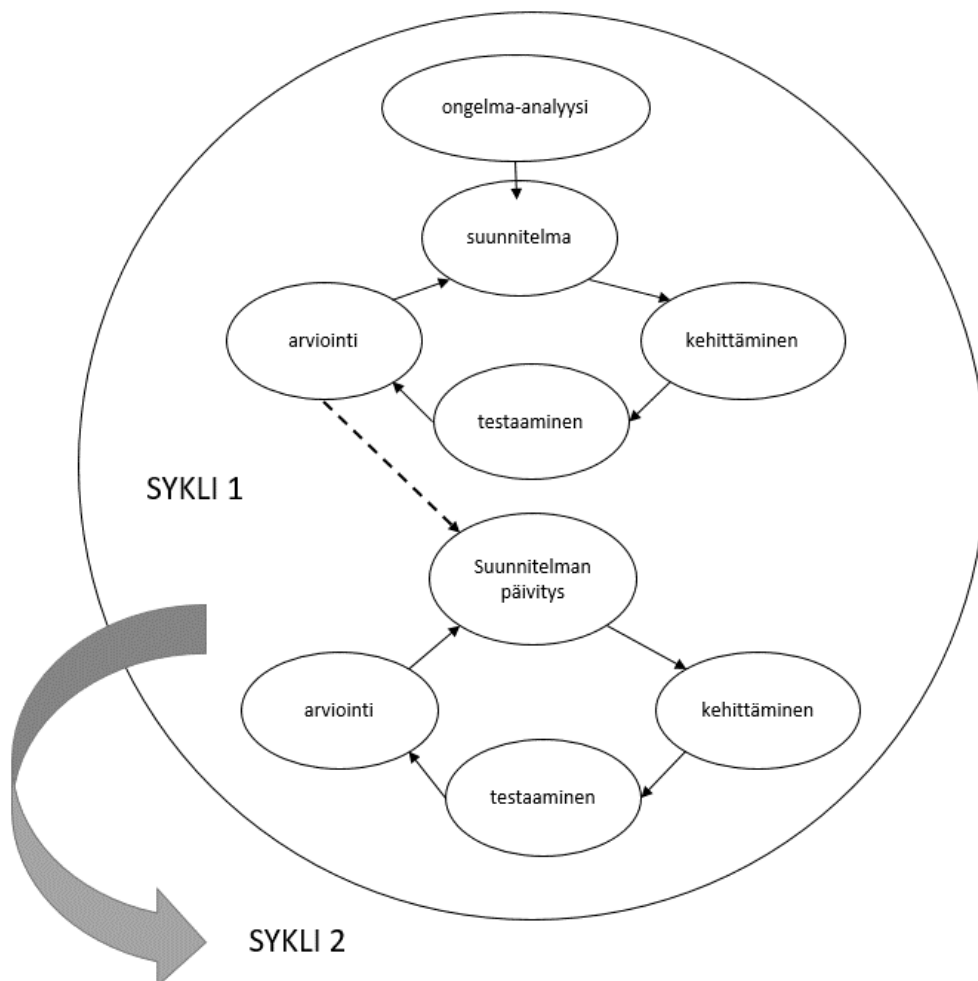 ongelma-analyysi
suunnitelma
arviointi
kehittäminen
testaaminen
SYKLI 1
Suunnitelman
päivitys
arviointi
kehittäminen
testaaminen
SYKLI 2